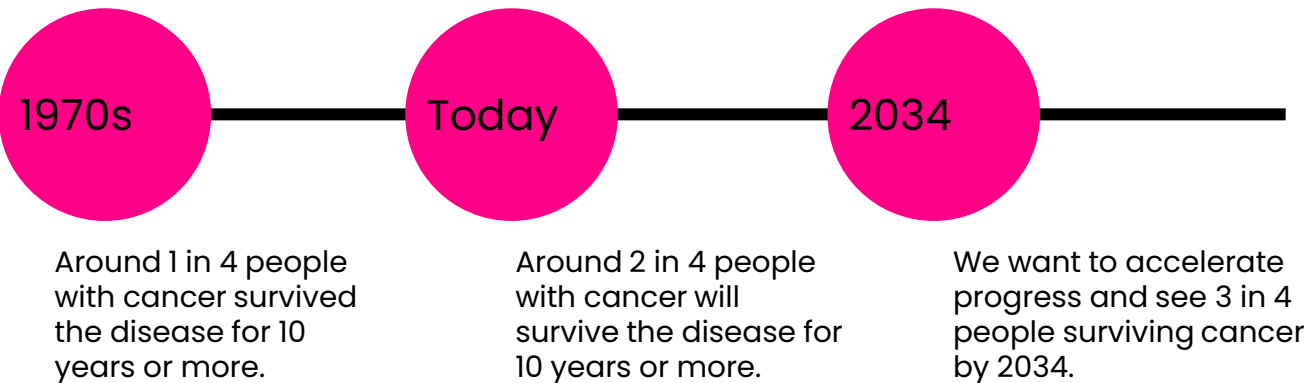 1970s
Around 1 in 4 people
with cancer survived
the disease for 10
years or more.
Today
Around 2 in 4 people
with cancer will
survive the disease for
10 years or more.
2034
We want to accelerate
progress and see 3 in 4
people surviving cancer
by 2034.